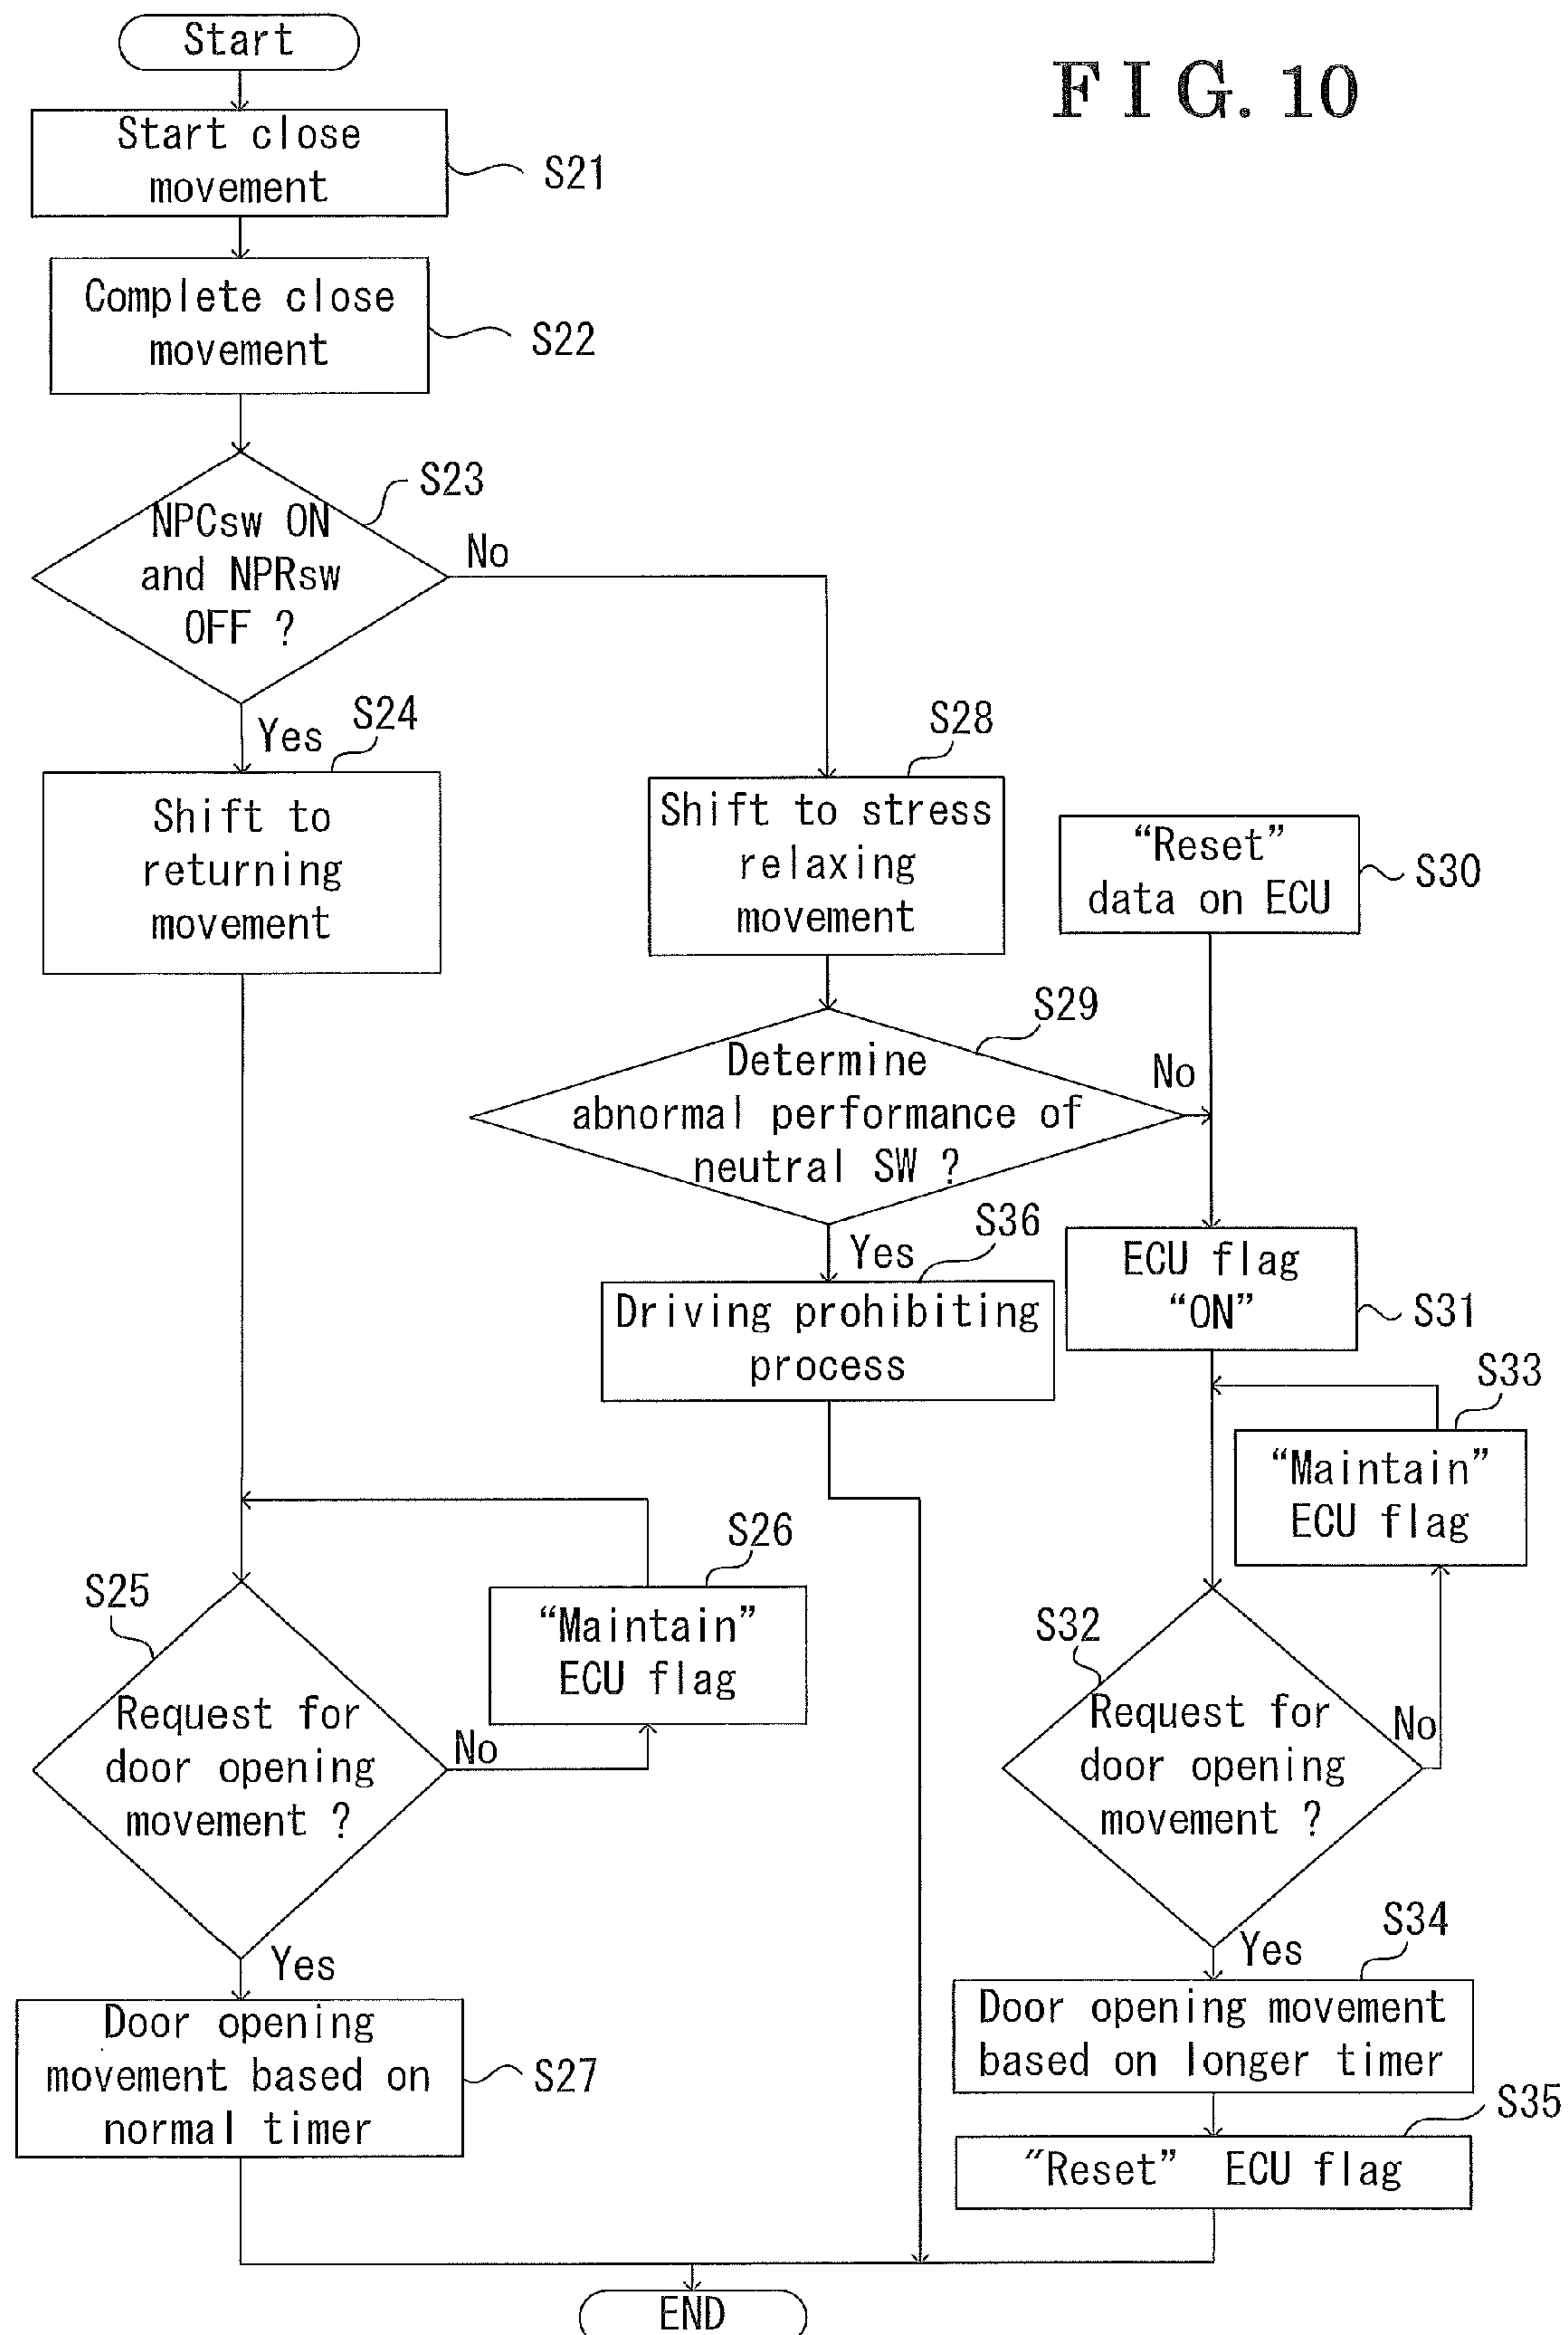 FIG. 10
Start
Start close
movement
S21
Complete close
movement
S22
S23
NPCsw ON
and NPRsw
OFF ?
No
Yes
S24
Shift to
returning
movement
S28
Shift to stress
relaxing
movement
"Reset"
data on ECU
S30
S29
Determine
abnormal performance of
neutral SW ?
No
Yes
S36
Driving prohibiting
process
ECU flag
"ON"
S31
S33
"Maintain"
ECU flag
S26
"Maintain"
ECU flag
S25
Request for
door opening
movement ?
No
Yes
S32
Request for
door opening
movement ?
No
Yes
Door opening
movement based on
normal timer
S27
S34
Door opening movement
based on longer timer
S35
"Reset" ECU flag
END